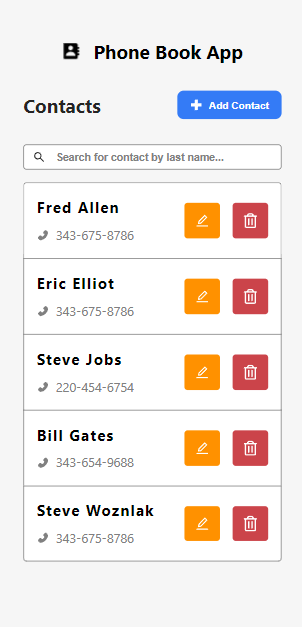 Phone Book App
Contacts
Add Contact
Search for contact by last name...
Fred Allen
343-675-8786
Eric Elliot
343-675-8786
Steve Jobs
220-454-6754
Bill Gates
343-654-9688
Steve Woznlak
343-675-8786